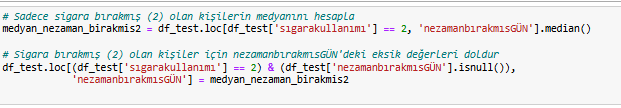 # Sadece sigara bırakmış (2) olan kişilerin medyanını hesapla
medyan_nezaman_birakmis2 = df_test.loc[df_test['sıgarakullanımı'] == 2, 'nezamanbırakmısGÜN'].median()
# Sigara bırakmış (2) olan kişiler için nezamanbırakmısGÜN'deki eksik değerleri doldur
df_test.loc[(df_test['sıgarakullanımı'] == 2) & (df_test['nezamanbırakmısGÜN'].isnull()),
'nezamanbırakmısGÜN'] = medyan_nezaman_birakmis2